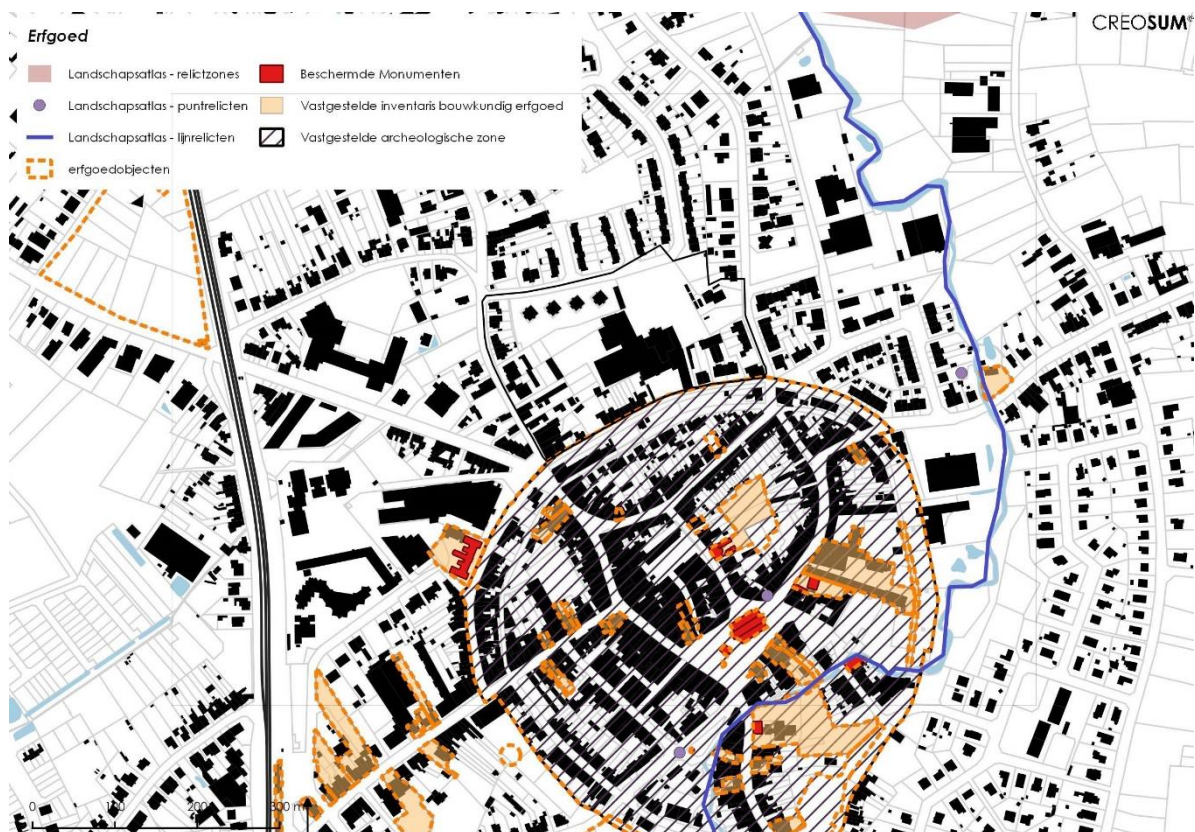 CREOSUM
Erfgoed
Landschapsatlas - relictzones
Beschermde Monumenten
Landschapsatlas - puntrelicten
Vastgestelde inventaris bouwkundig erfgoed
Landschapsatlas - lijnrelicten
Vastgestelde archeologische zone
erfgoedobjecten
0 100 200 300 m